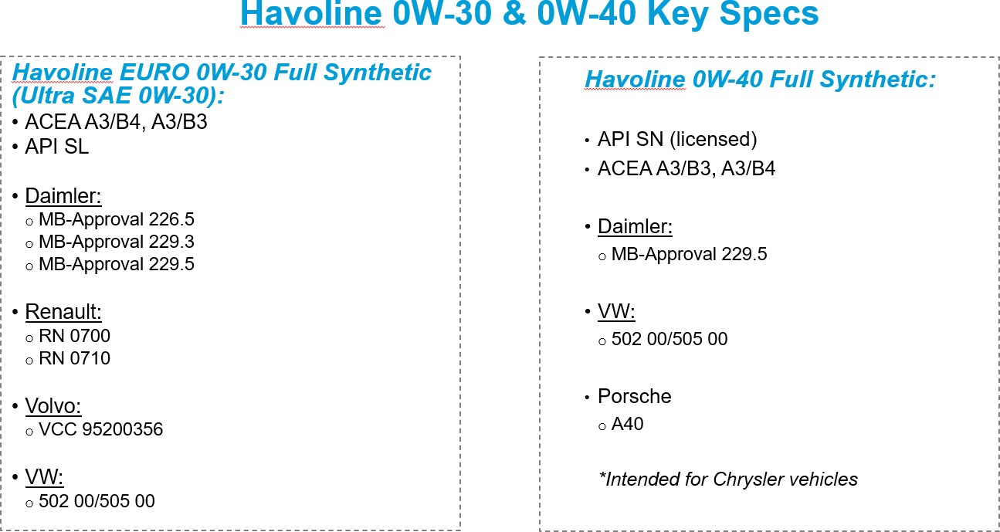 Havoline 0W-30 & 0W-40 Key Specs
Havoline EURO 0W-30 Full Synthetic
(Ultra SAE 0W-30):
• ACEA A3/B4, A3/B3
• API SL
• Daimler:
o MB-Approval 226.5
o MB-Approval 229.3
o MB-Approval 229.5
• Renault:
o RN 0700
o RN 0710
• Volvo:
o VCC 95200356
• VW:
o 502 00/505 00
Havoline 0W-40 Full Synthetic:
• API SN (licensed)
• ACEA A3/B3, A3/B4
• Daimler:
o MB-Approval 229.5
• VW:
o 502 00/505 00
• Porsche
o A40
*Intended for Chrysler vehicles